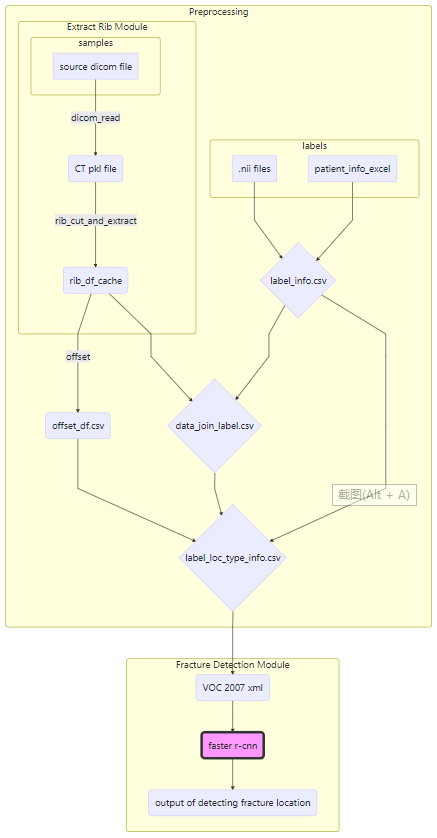 Preprocessing
Extract Rib Module
samples
source dicom file
dicom_read
labels
CT pkl file
.nii files
patient_info_excel
rib_cut_and_extract
rib_df_cache
label_info.csv
offset
offset_df.csv
data_join_label.csv
截图(Alt + A)
label_loc_type_info.csv
Fracture Detection Module
VOC 2007 xml
faster r-cnn
output of detecting fracture location